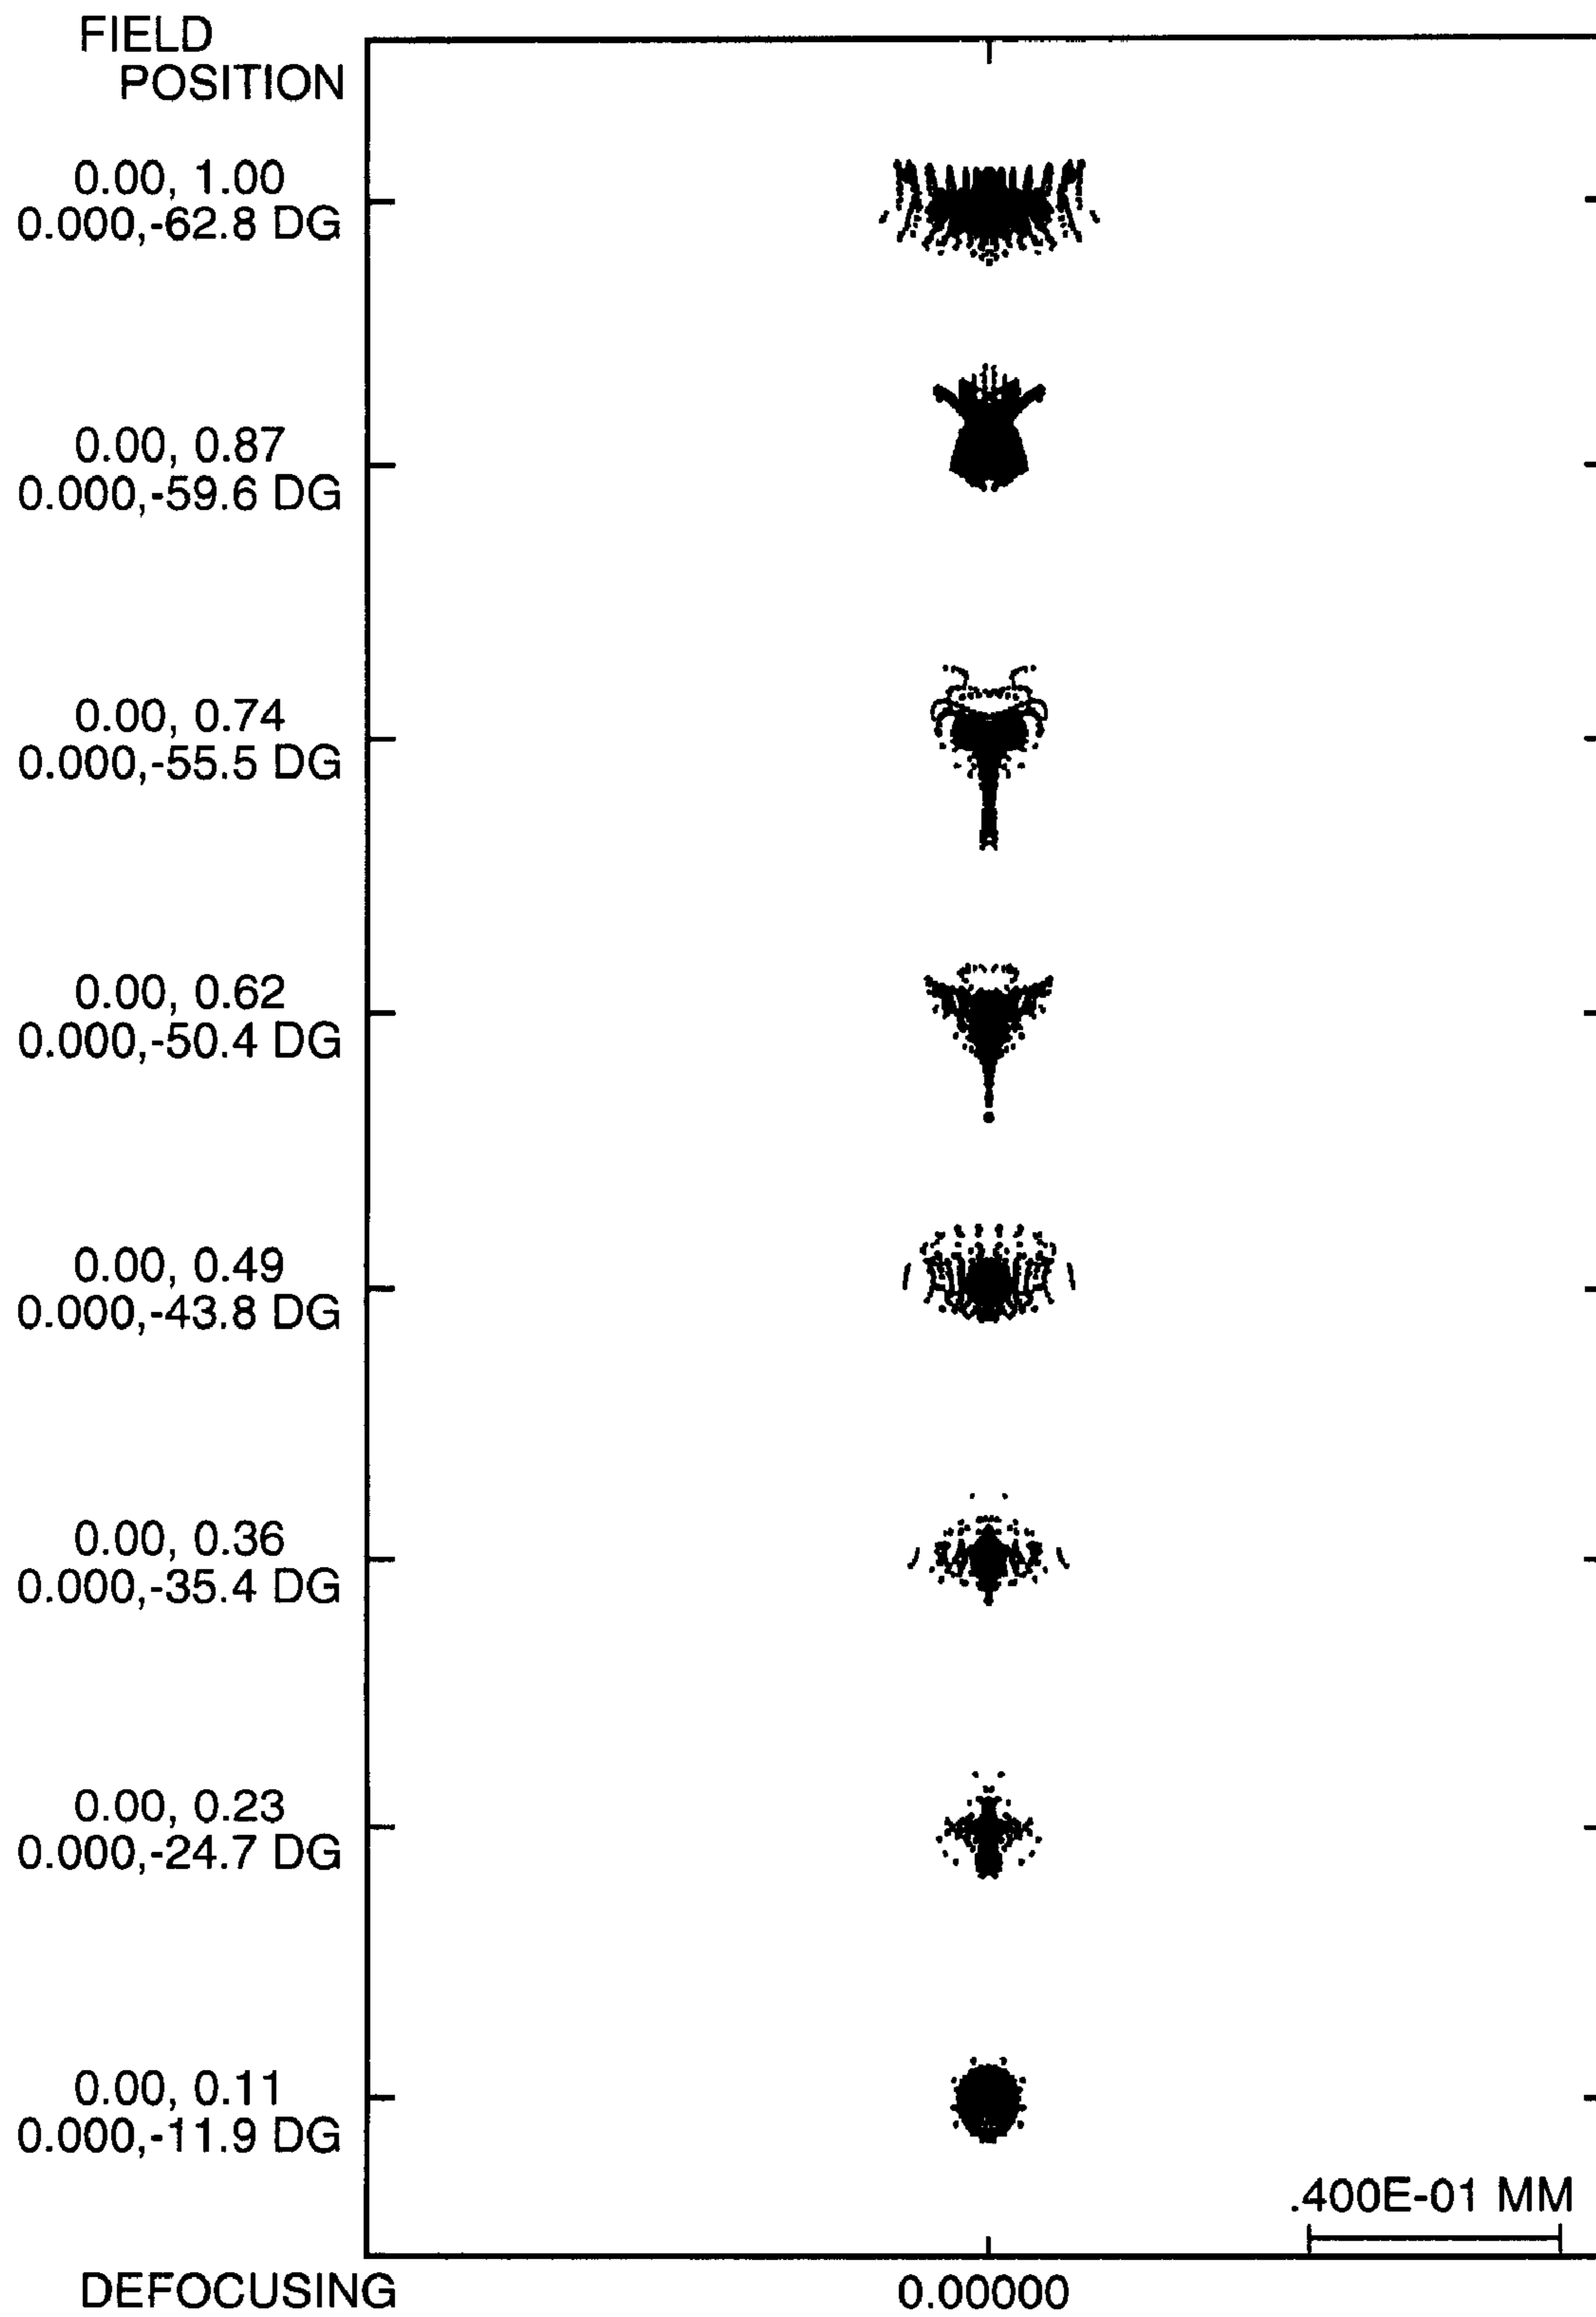 FIELD
POSITION
0.00, 1.00
0.000,-62.8 DG
0.00, 0.87
0.000,-59.6 DG
0.00, 0.74
0.000,-55.5 DG
0.00, 0.62
0.000,-50.4 DG
0.00, 0.49
0.000,-43.8 DG
0.00, 0.36
0.000,-35.4 DG
0.00, 0.23
0.000,-24.7 DG
0.00, 0.11
0.000,-11.9 DG
.400E-01 MM
DEFOCUSING 0.00000